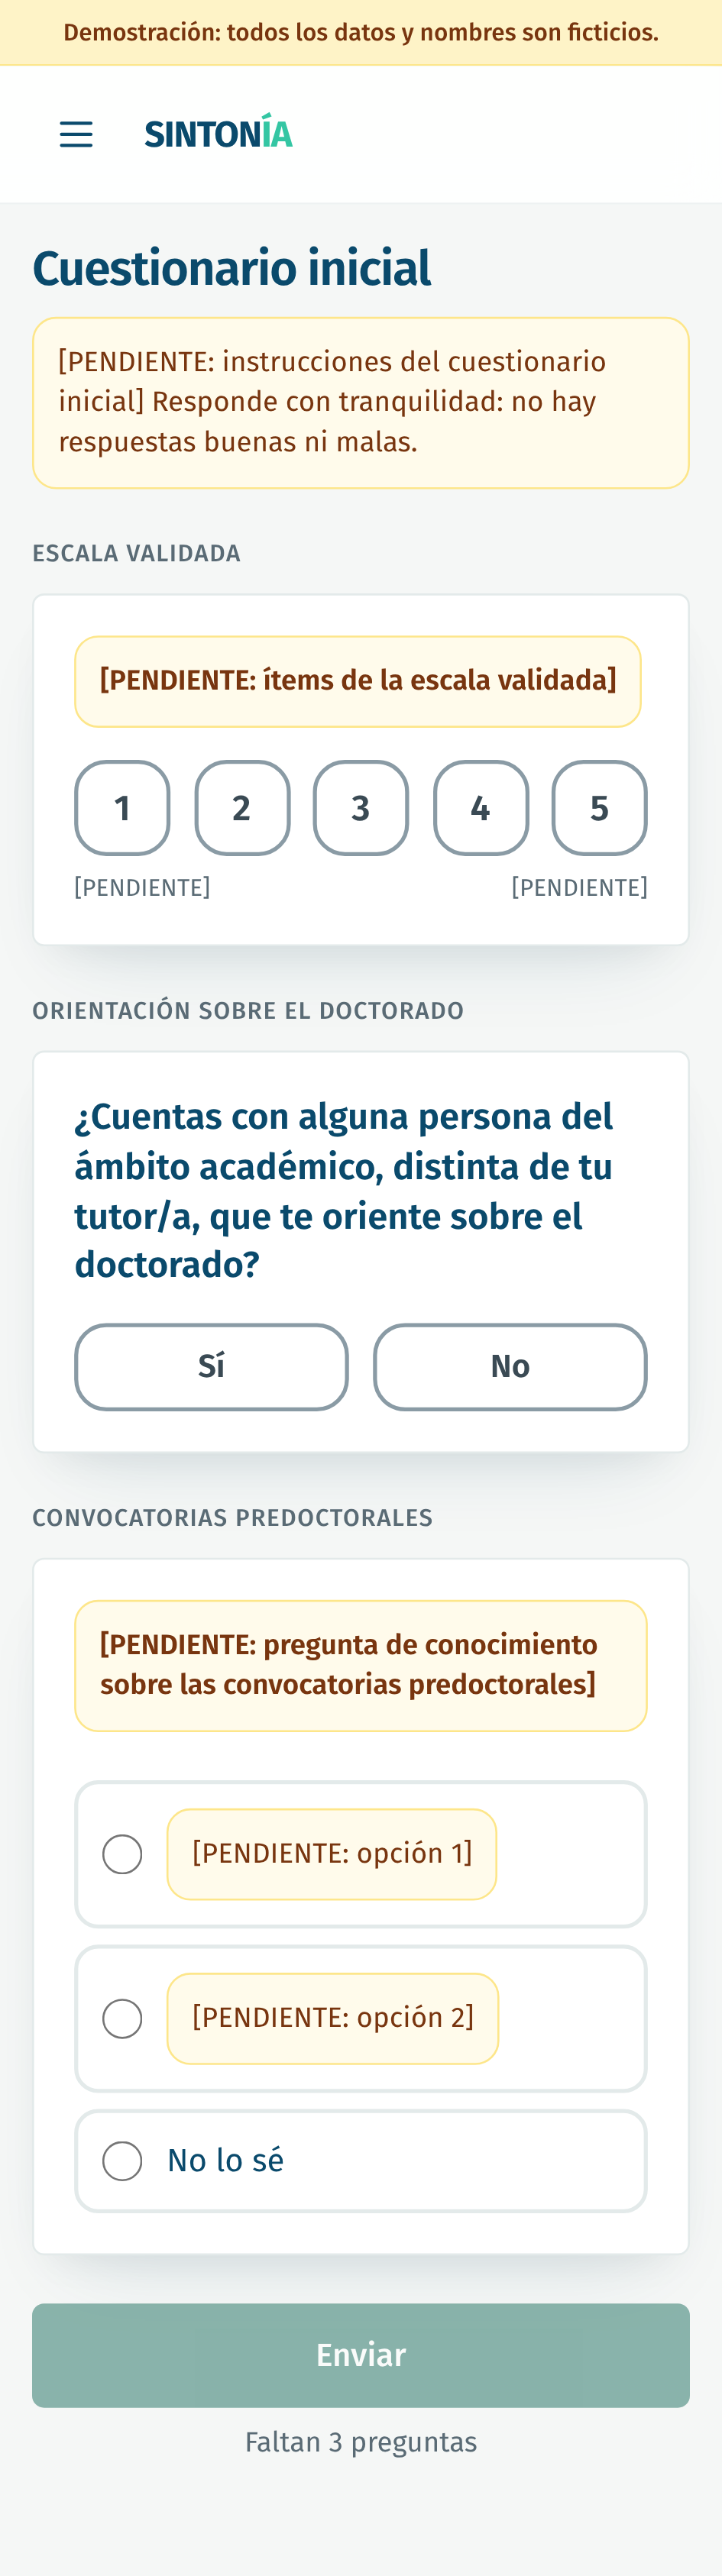 Demostración: todos los datos y nombres son ficticios.
SINTONÍA
Cuestionario inicial
[PENDIENTE: instrucciones del cuestionario
inicial] Responde con tranquilidad: no hay
respuestas buenas ni malas.
ESCALA VALIDADA
[PENDIENTE: ítems de la escala validada]
1 2 3 4 5
[PENDIENTE] [PENDIENTE]
ORIENTACIÓN SOBRE EL DOCTORADO
¿Cuentas con alguna persona del
ámbito académico, distinta de tu
tutor/a, que te oriente sobre el
doctorado?
Sí No
CONVOCATORIAS PREDOCTORALES
[PENDIENTE: pregunta de conocimiento
sobre las convocatorias predoctorales]
[PENDIENTE: opción 1]
[PENDIENTE: opción 2]
No lo sé
Enviar
Faltan 3 preguntas